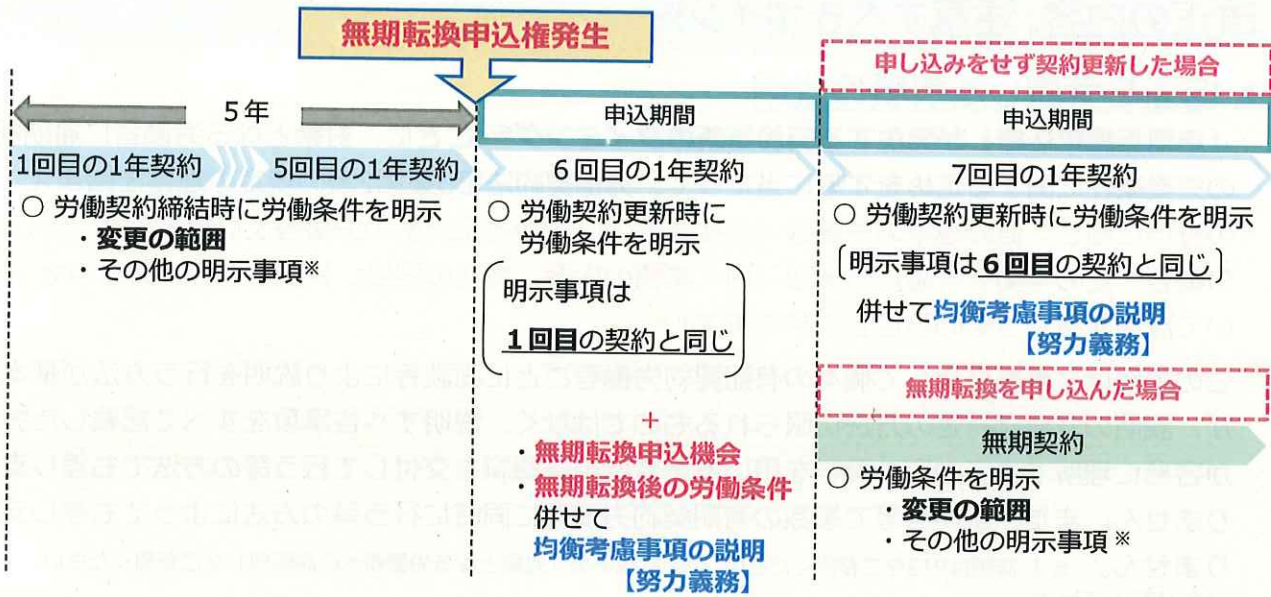 無期転換申込権発生
申し込みをせず契約更新した場合
5年
申込期間
申込期間
1回目の1年契約
5回目の1年契約
6回目の1年契約
7回目の1年契約
○ 労働契約締結時に労働条件を明示
・変更の範囲
・その他の明示事項※
○ 労働契約更新時に
労働条件を明示
明示事項は
1回目の契約と同じ
+
・無期転換申込機会
・無期転換後の労働条件
併せて
均衡考慮事項の説明
【努力義務】
○ 労働契約更新時に労働条件を明示
明示事項は6回目の契約と同じ
併せて均衡考慮事項の説明
【努力義務】
無期転換を申し込んだ場合
無期契約
○ 労働条件を明示
・変更の範囲
・その他の明示事項※